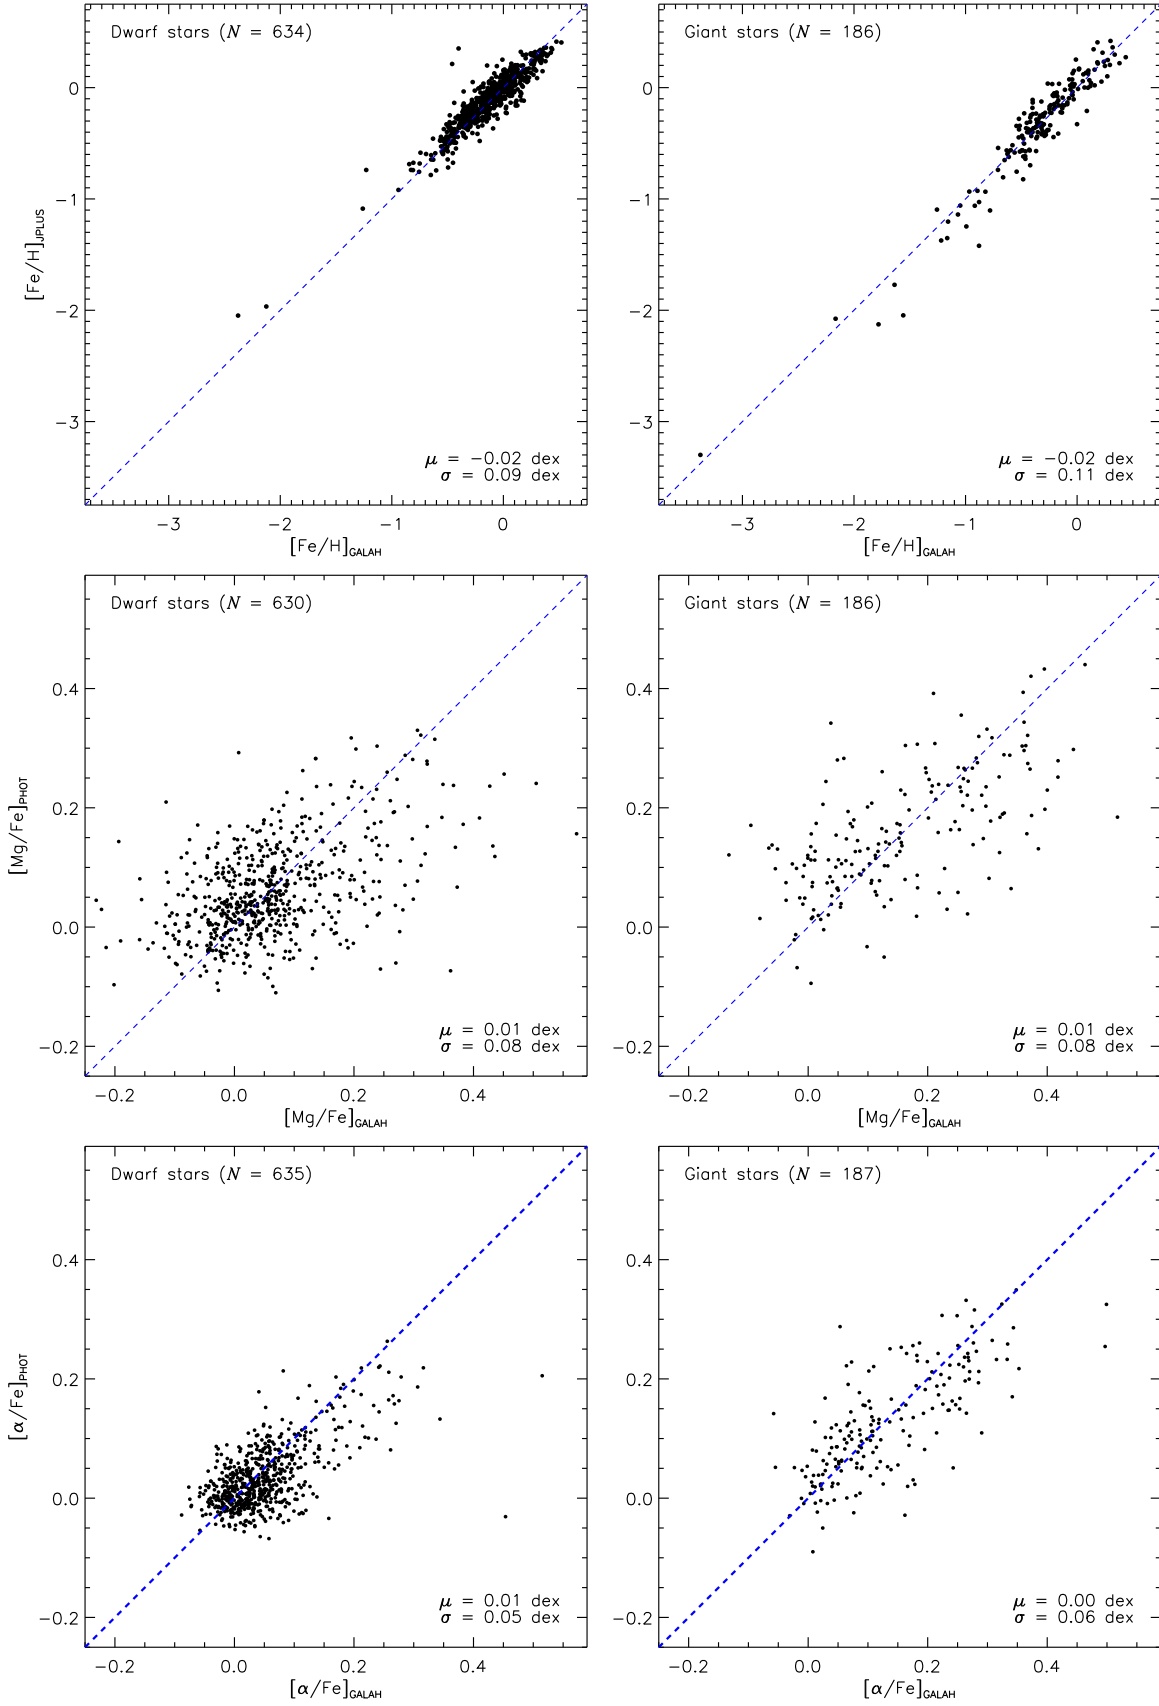 Dwarf stars (N = 634)
0
−1
−2
−3
[Fe/H]JPLUS
μ = −0.02 dex
σ = 0.09 dex
−3 −2 −1 0
[Fe/H]GALAH
Giant stars (N = 186)
0
−1
−2
−3
μ = −0.02 dex
σ = 0.11 dex
−3 −2 −1 0
[Fe/H]GALAH
Dwarf stars (N = 630)
0.4
0.2
0.0
−0.2
[Mg/Fe]PHOT
μ = 0.01 dex
σ = 0.08 dex
−0.2 0.0 0.2 0.4
[Mg/Fe]GALAH
Giant stars (N = 186)
0.4
0.2
0.0
−0.2
μ = 0.01 dex
σ = 0.08 dex
−0.2 0.0 0.2 0.4
[Mg/Fe]GALAH
Dwarf stars (N = 635)
0.4
0.2
0.0
−0.2
[α/Fe]PHOT
μ = 0.01 dex
σ = 0.05 dex
−0.2 0.0 0.2 0.4
[α/Fe]GALAH
Giant stars (N = 187)
0.4
0.2
0.0
−0.2
μ = 0.00 dex
σ = 0.06 dex
−0.2 0.0 0.2 0.4
[α/Fe]GALAH